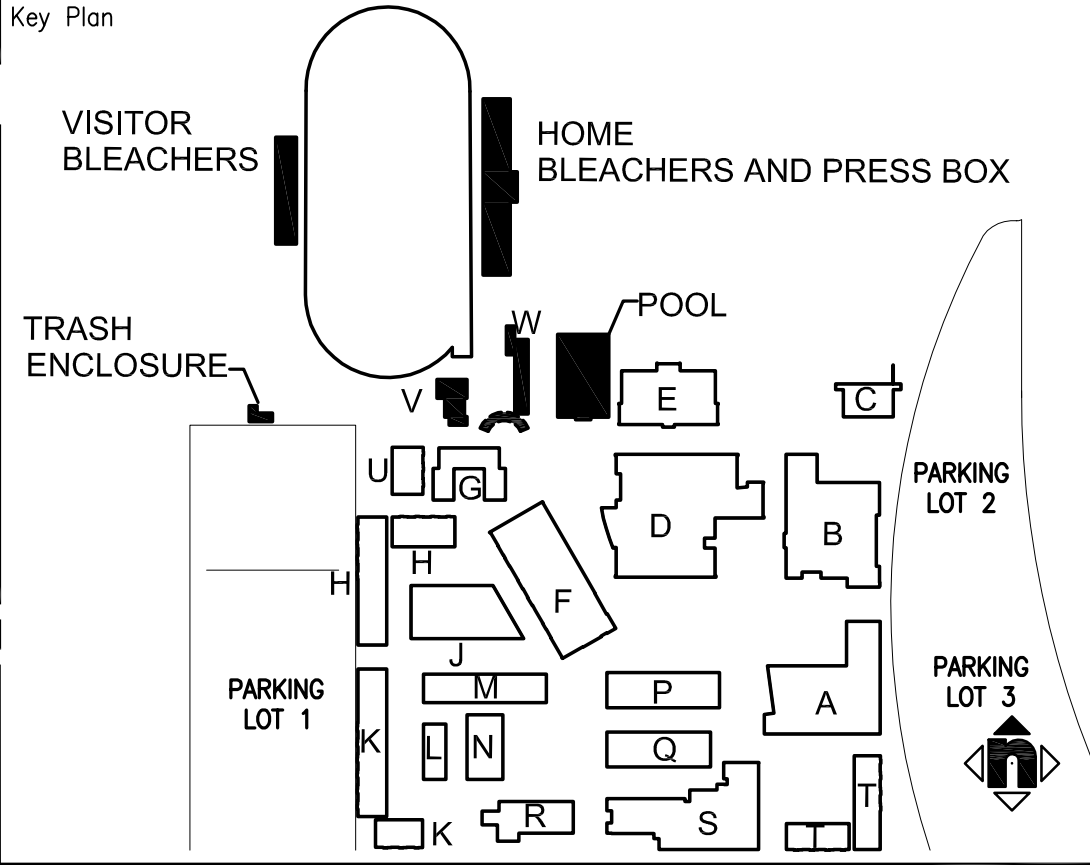 Key Plan
VISITOR
BLEACHERS
HOME
BLEACHERS AND PRESS BOX
TRASH
ENCLOSURE
W
POOL
V
E
C
U
G
PARKING
LOT 2
D
B
H
H
F
J
PARKING
LOT 1
M
P
A
PARKING
LOT 3
K
L
N
Q
n
T
R
S
T
K